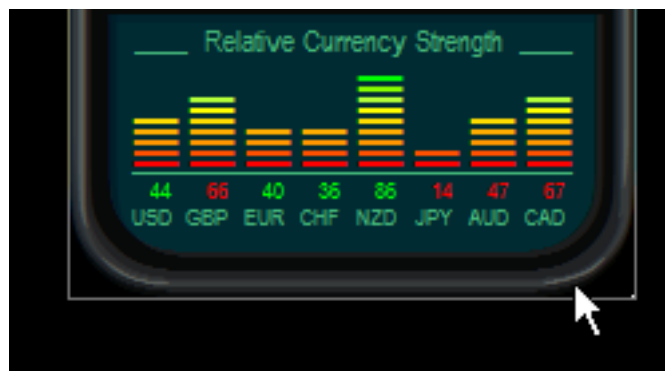 Relative Currency Strength
44 66 40 36 86 14 47 67
USD GBP EUR CHF NZD JPY AUD CAD